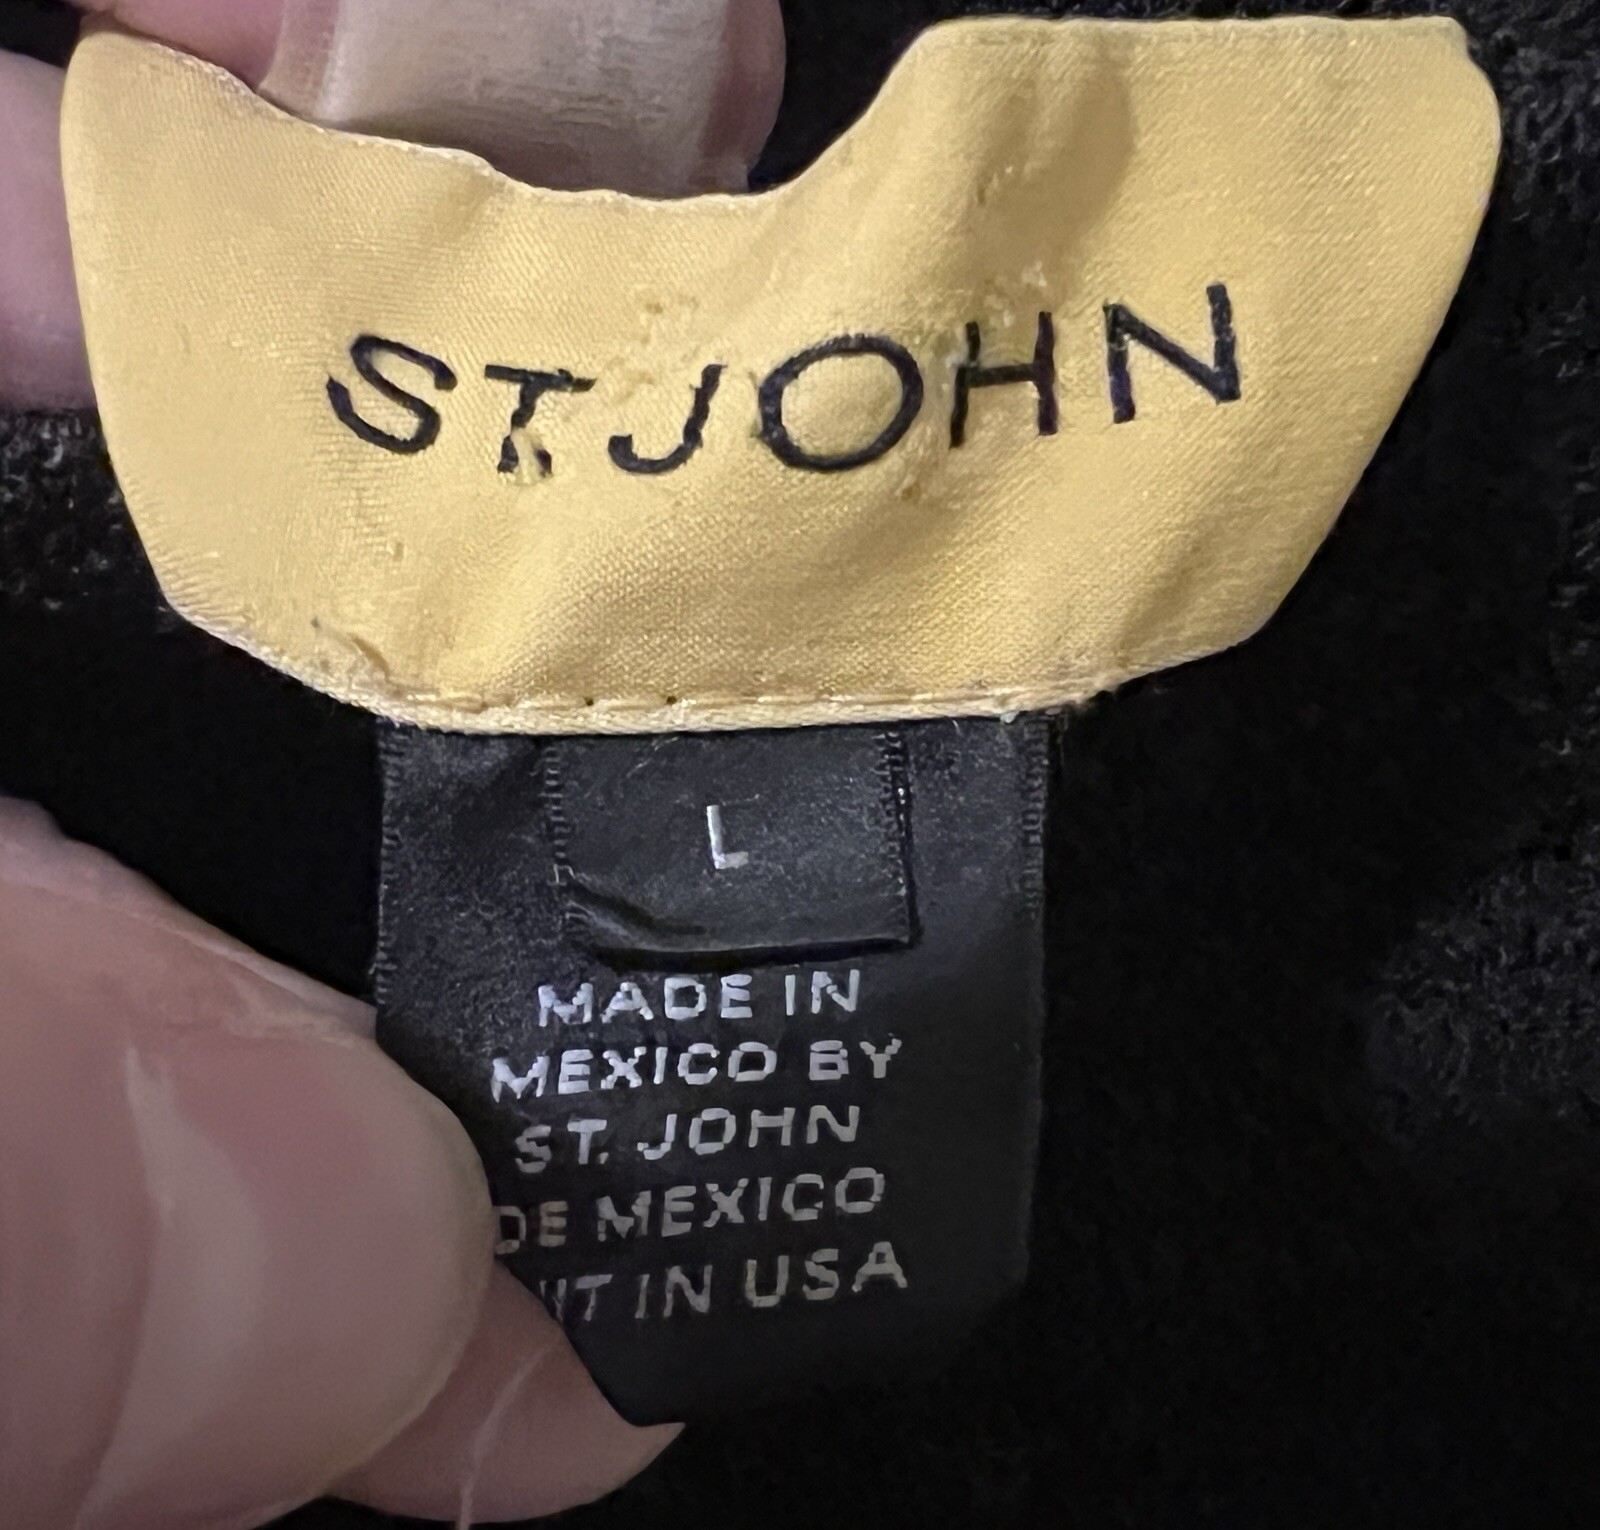 ST. JOHN
L
MADE IN
MEXICO BY
ST. JOHN
DE MEXICO
IN USA